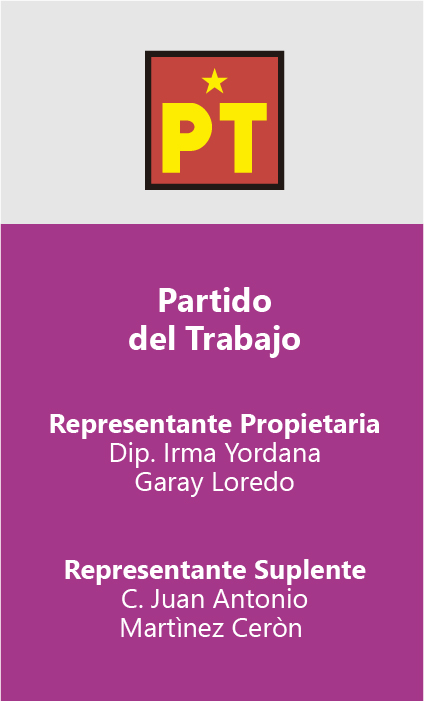 PT
Partido
del Trabajo
Representante Propietaria
Dip. Irma Yordana
Garay Loredo
Representante Suplente
C. Juan Antonio
Martìnez Ceròn